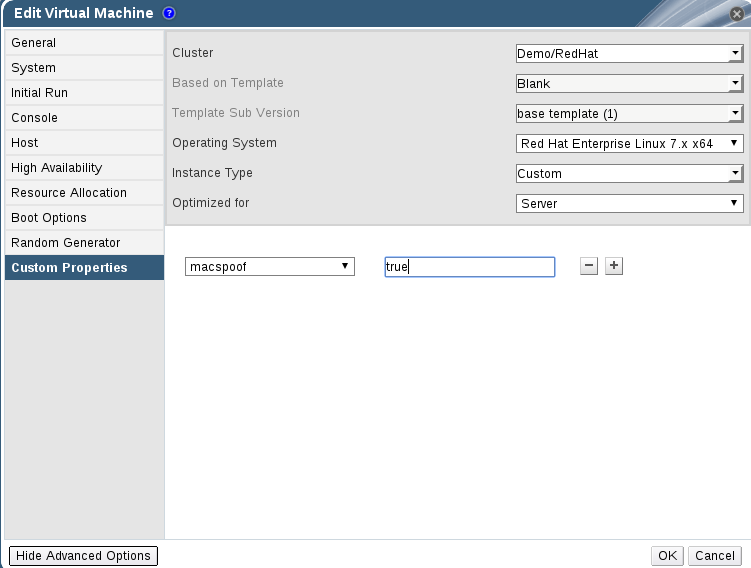 Edit Virtual Machine ?
General
System
Initial Run
Console
Host
High Availability
Resource Allocation
Boot Options
Random Generator
Custom Properties
Cluster Demo/RedHat
Based on Template Blank
Template Sub Version base template (1)
Operating System Red Hat Enterprise Linux 7.x x64
Instance Type Custom
Optimized for Server
macspoof true − +
Hide Advanced Options OK Cancel